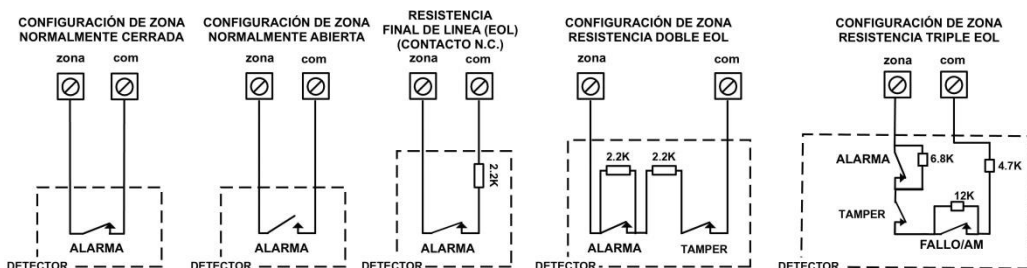 CONFIGURACIÓN DE ZONA
NORMALMENTE CERRADA
zona com
ALARMA
DETECTOR
CONFIGURACIÓN DE ZONA
NORMALMENTE ABIERTA
zona com
ALARMA
DETECTOR
RESISTENCIA
FINAL DE LINEA (EOL)
(CONTACTO N.C.)
zona com
2.2K
ALARMA
DETECTOR
CONFIGURACIÓN DE ZONA
RESISTENCIA DOBLE EOL
zona com
2.2K 2.2K
ALARMA TAMPER
DETECTOR
CONFIGURACIÓN DE ZONA
RESISTENCIA TRIPLE EOL
zona com
ALARMA 6.8K 4.7K
TAMPER 12K
FALLO/AM
DETECTOR